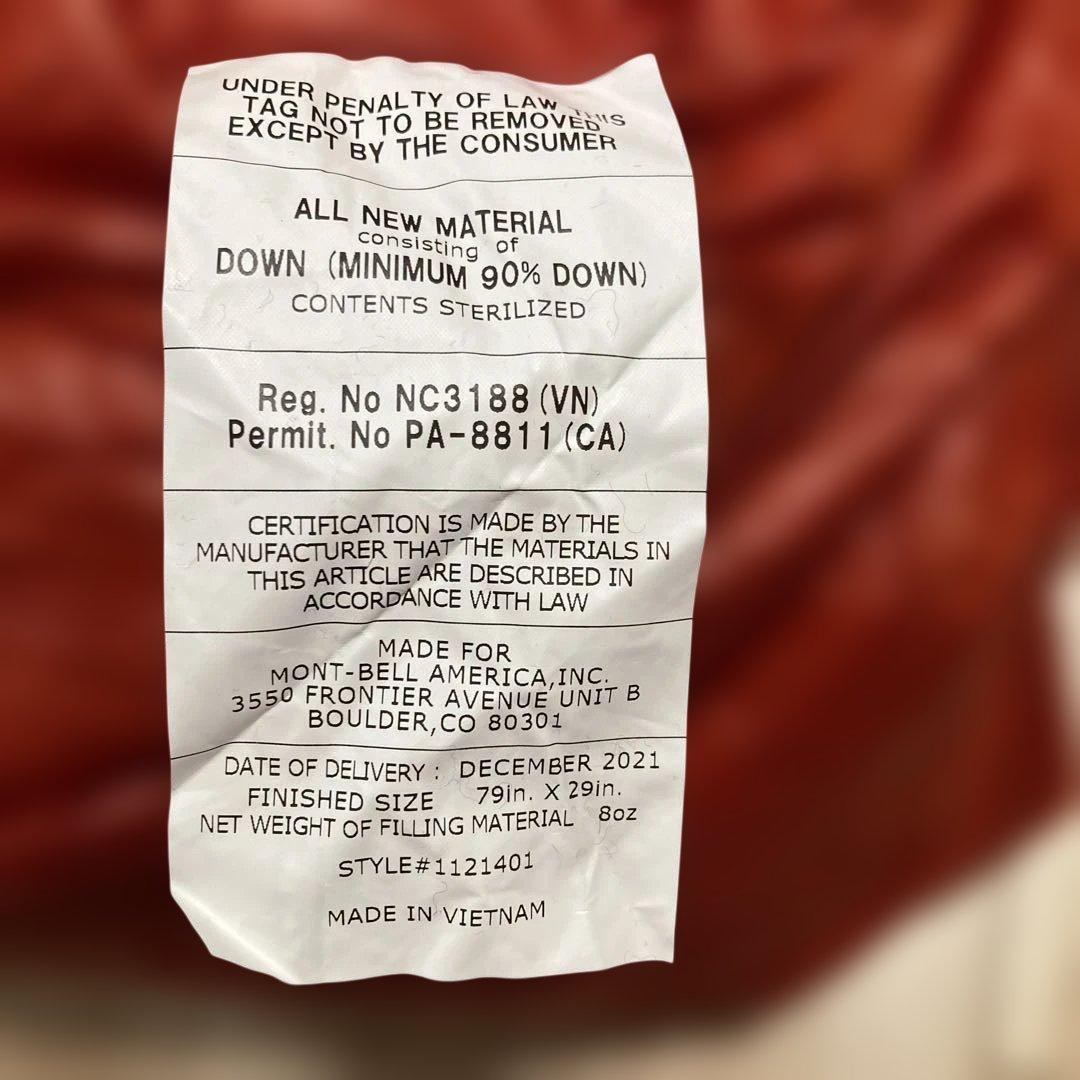 UNDER PENALTY OF LAW THIS
TAG NOT TO BE REMOVED
EXCEPT BY THE CONSUMER
ALL NEW MATERIAL
consisting of
DOWN (MINIMUM 90% DOWN)
CONTENTS STERILIZED
Reg. No NC3188 (VN)
Permit. No PA-8811 (CA)
CERTIFICATION IS MADE BY THE
MANUFACTURER THAT THE MATERIALS IN
THIS ARTICLE ARE DESCRIBED IN
ACCORDANCE WITH LAW
MADE FOR
MONT-BELL AMERICA,INC.
3550 FRONTIER AVENUE UNIT B
BOULDER,CO 80301
DATE OF DELIVERY : DECEMBER 2021
FINISHED SIZE 79in. X 29in.
NET WEIGHT OF FILLING MATERIAL 8oz
STYLE#1121401
MADE IN VIETNAM